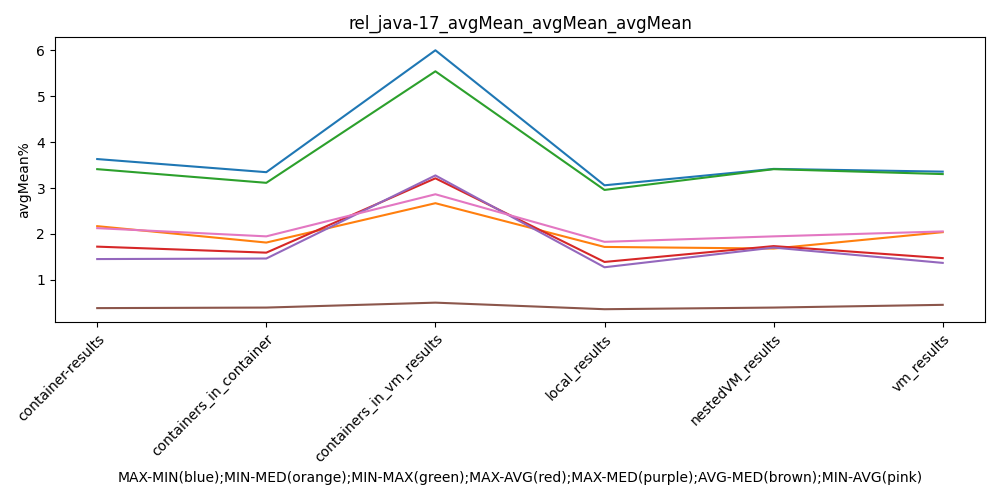 rel_java-17_avgMean_avgMean_avgMean
avgMean%
6
5
4
3
2
1
container-results
containers_in_container
containers_in_vm_results
local_results
nestedVM_results
vm_results
MAX-MIN(blue);MIN-MED(orange);MIN-MAX(green);MAX-AVG(red);MAX-MED(purple);AVG-MED(brown);MIN-AVG(pink)